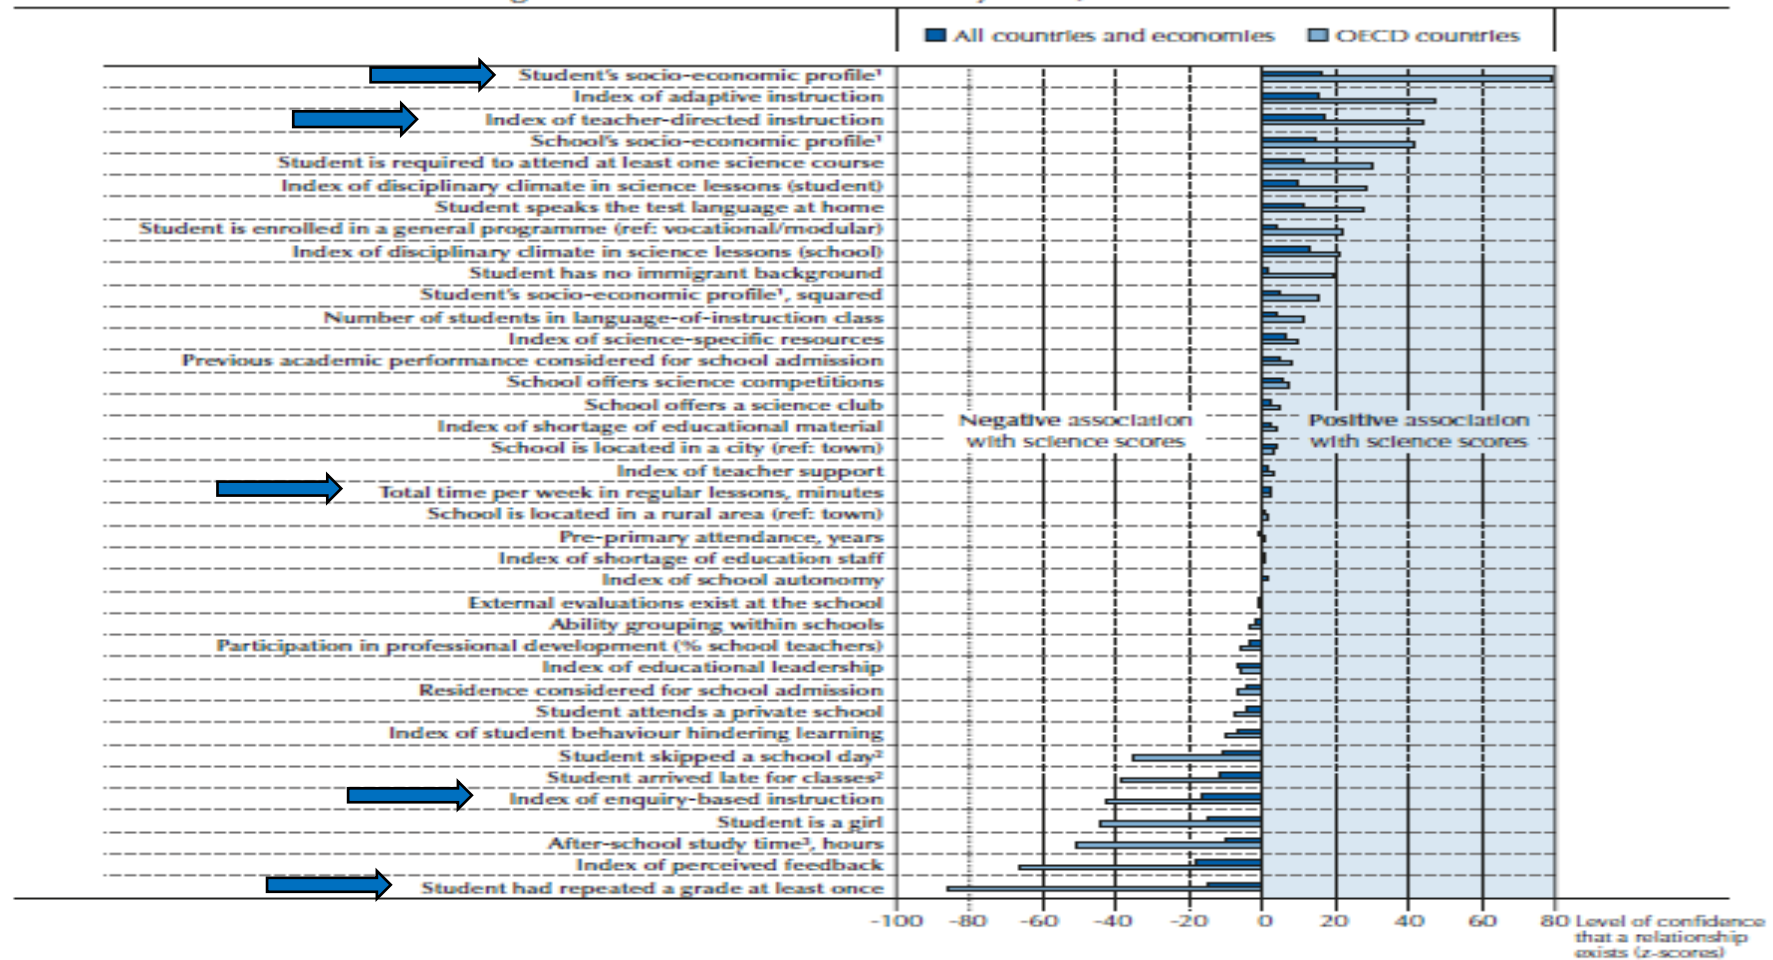 All countries and economies OECD countries
Student's socio-economic profile¹
Index of adaptive instruction
Index of teacher-directed instruction
School's socio-economic profile¹
Student is required to attend at least one science course
Index of disciplinary climate in science lessons (student)
Student speaks the test language at home
Student is enrolled in a general programme (ref: vocational/modular)
Index of disciplinary climate in science lessons (school)
Student has no immigrant background
Student's socio-economic profile¹, squared
Number of students in language-of-instruction class
Index of science-specific resources
Previous academic performance considered for school admission
School offers science competitions
School offers a science club
Index of shortage of educational material
School is located in a city (ref: town)
Index of teacher support
Total time per week in regular lessons, minutes
School is located in a rural area (ref: town)
Pre-primary attendance, years
Index of shortage of education staff
Index of school autonomy
External evaluations exist at the school
Ability grouping within schools
Participation in professional development (% school teachers)
Index of educational leadership
Residence considered for school admission
Student attends a private school
Index of student behaviour hindering learning
Student skipped a school day²
Student arrived late for classes²
Index of enquiry-based instruction
Student is a girl
After-school study time³, hours
Index of perceived feedback
Student had repeated a grade at least once
Negative association
with science scores
Positive association
with science scores
-100 -80 -60 -40 -20 0 20 40 60 80
Level of confidence
that a relationship
exists (z-scores)